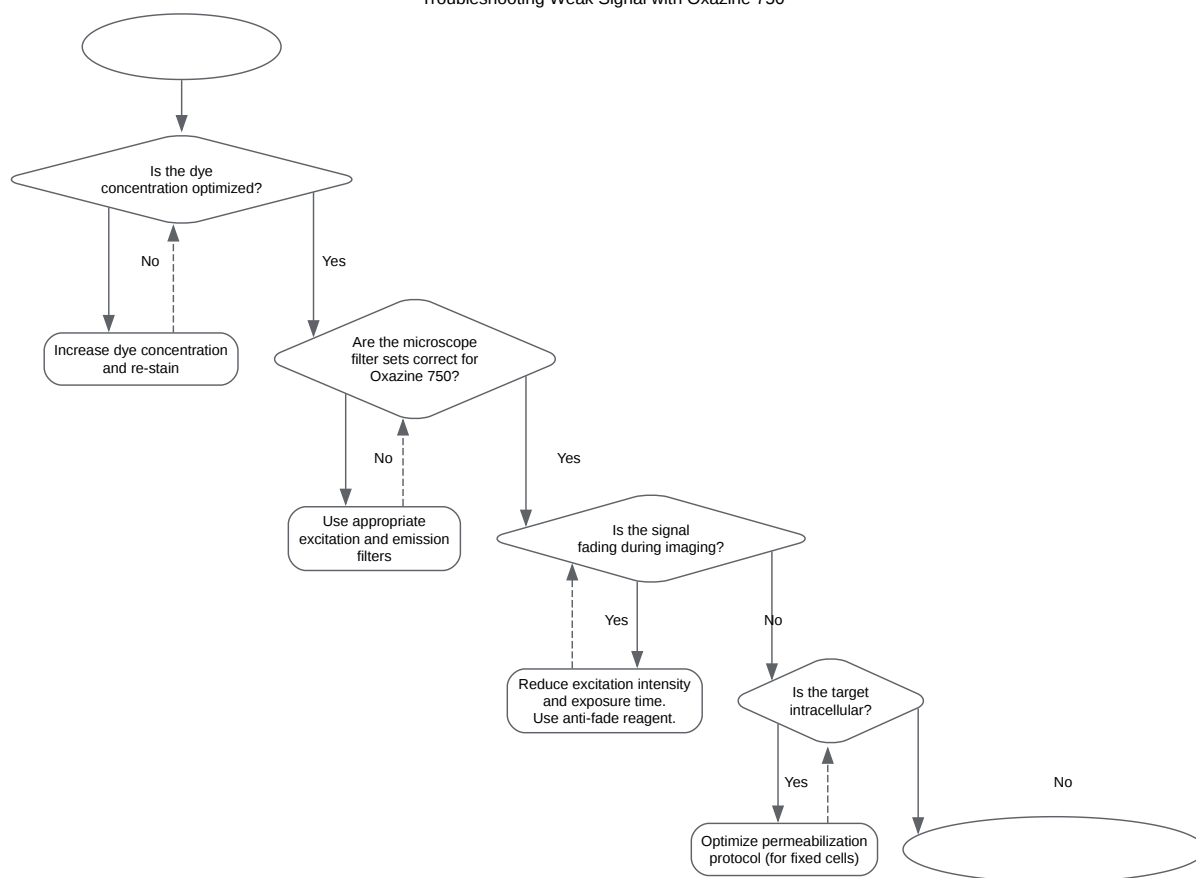 Troubleshooting Weak Signal with Oxazine 750
Is the dye
concentration optimized?
No
Yes
Increase dye concentration
and re-stain
Are the microscope
filter sets correct for
Oxazine 750?
No
Yes
Use appropriate
excitation and emission
filters
Is the signal
fading during imaging?
Yes
No
Reduce excitation intensity
and exposure time.
Use anti-fade reagent.
Is the target
intracellular?
Yes
No
Optimize permeabilization
protocol (for fixed cells)